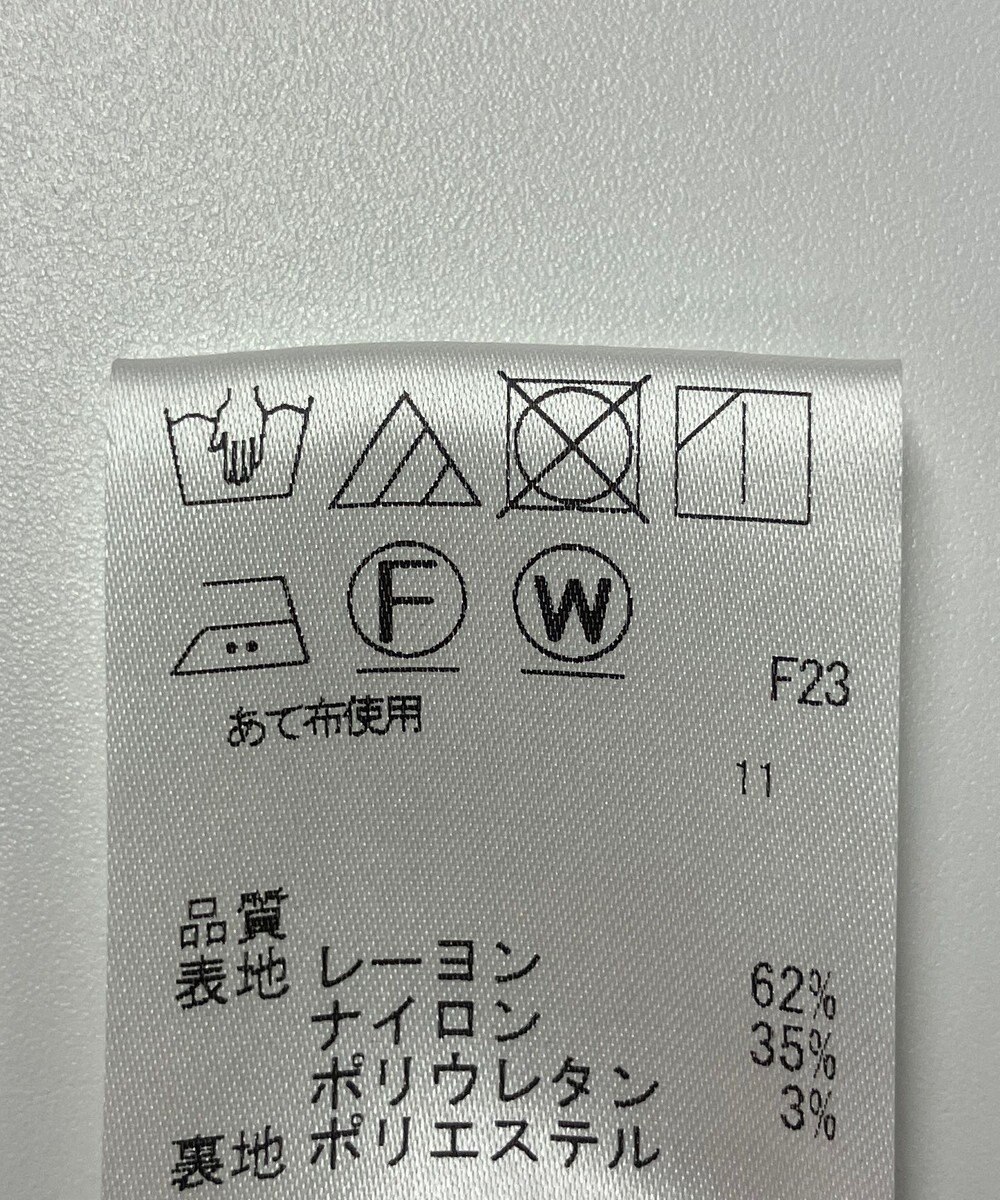 F W
F23
あて布使用
11
品質
表地 レーヨン 62%
ナイロン 35%
ポリウレタン 3%
裏地 ポリエステル